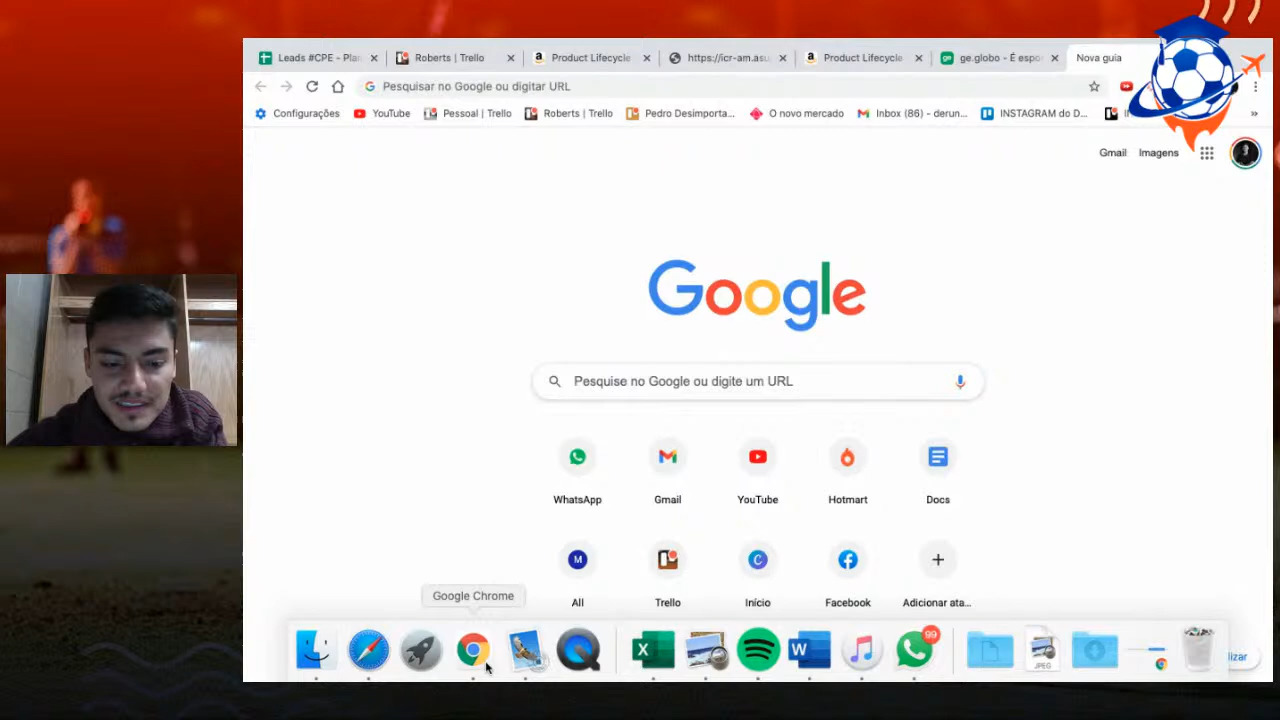 Leads #CPE - Plan
Roberts | Trello
Product Lifecycle
https://icr-am.asu
Product Lifecycle
ge.globo - É espor
Nova guia
Pesquisar no Google ou digitar URL
Configurações
YouTube
Pessoal | Trello
Roberts | Trello
Pedro Desimporta...
O novo mercado
Inbox (86) - derun...
INSTAGRAM do D...
»
Gmail
Imagens
Google
Pesquise no Google ou digite um URL
WhatsApp
Gmail
YouTube
Hotmart
Docs
M
All
Trello
Início
Facebook
Adicionar ata...
Google Chrome
X
W
99
JPEG
lizar